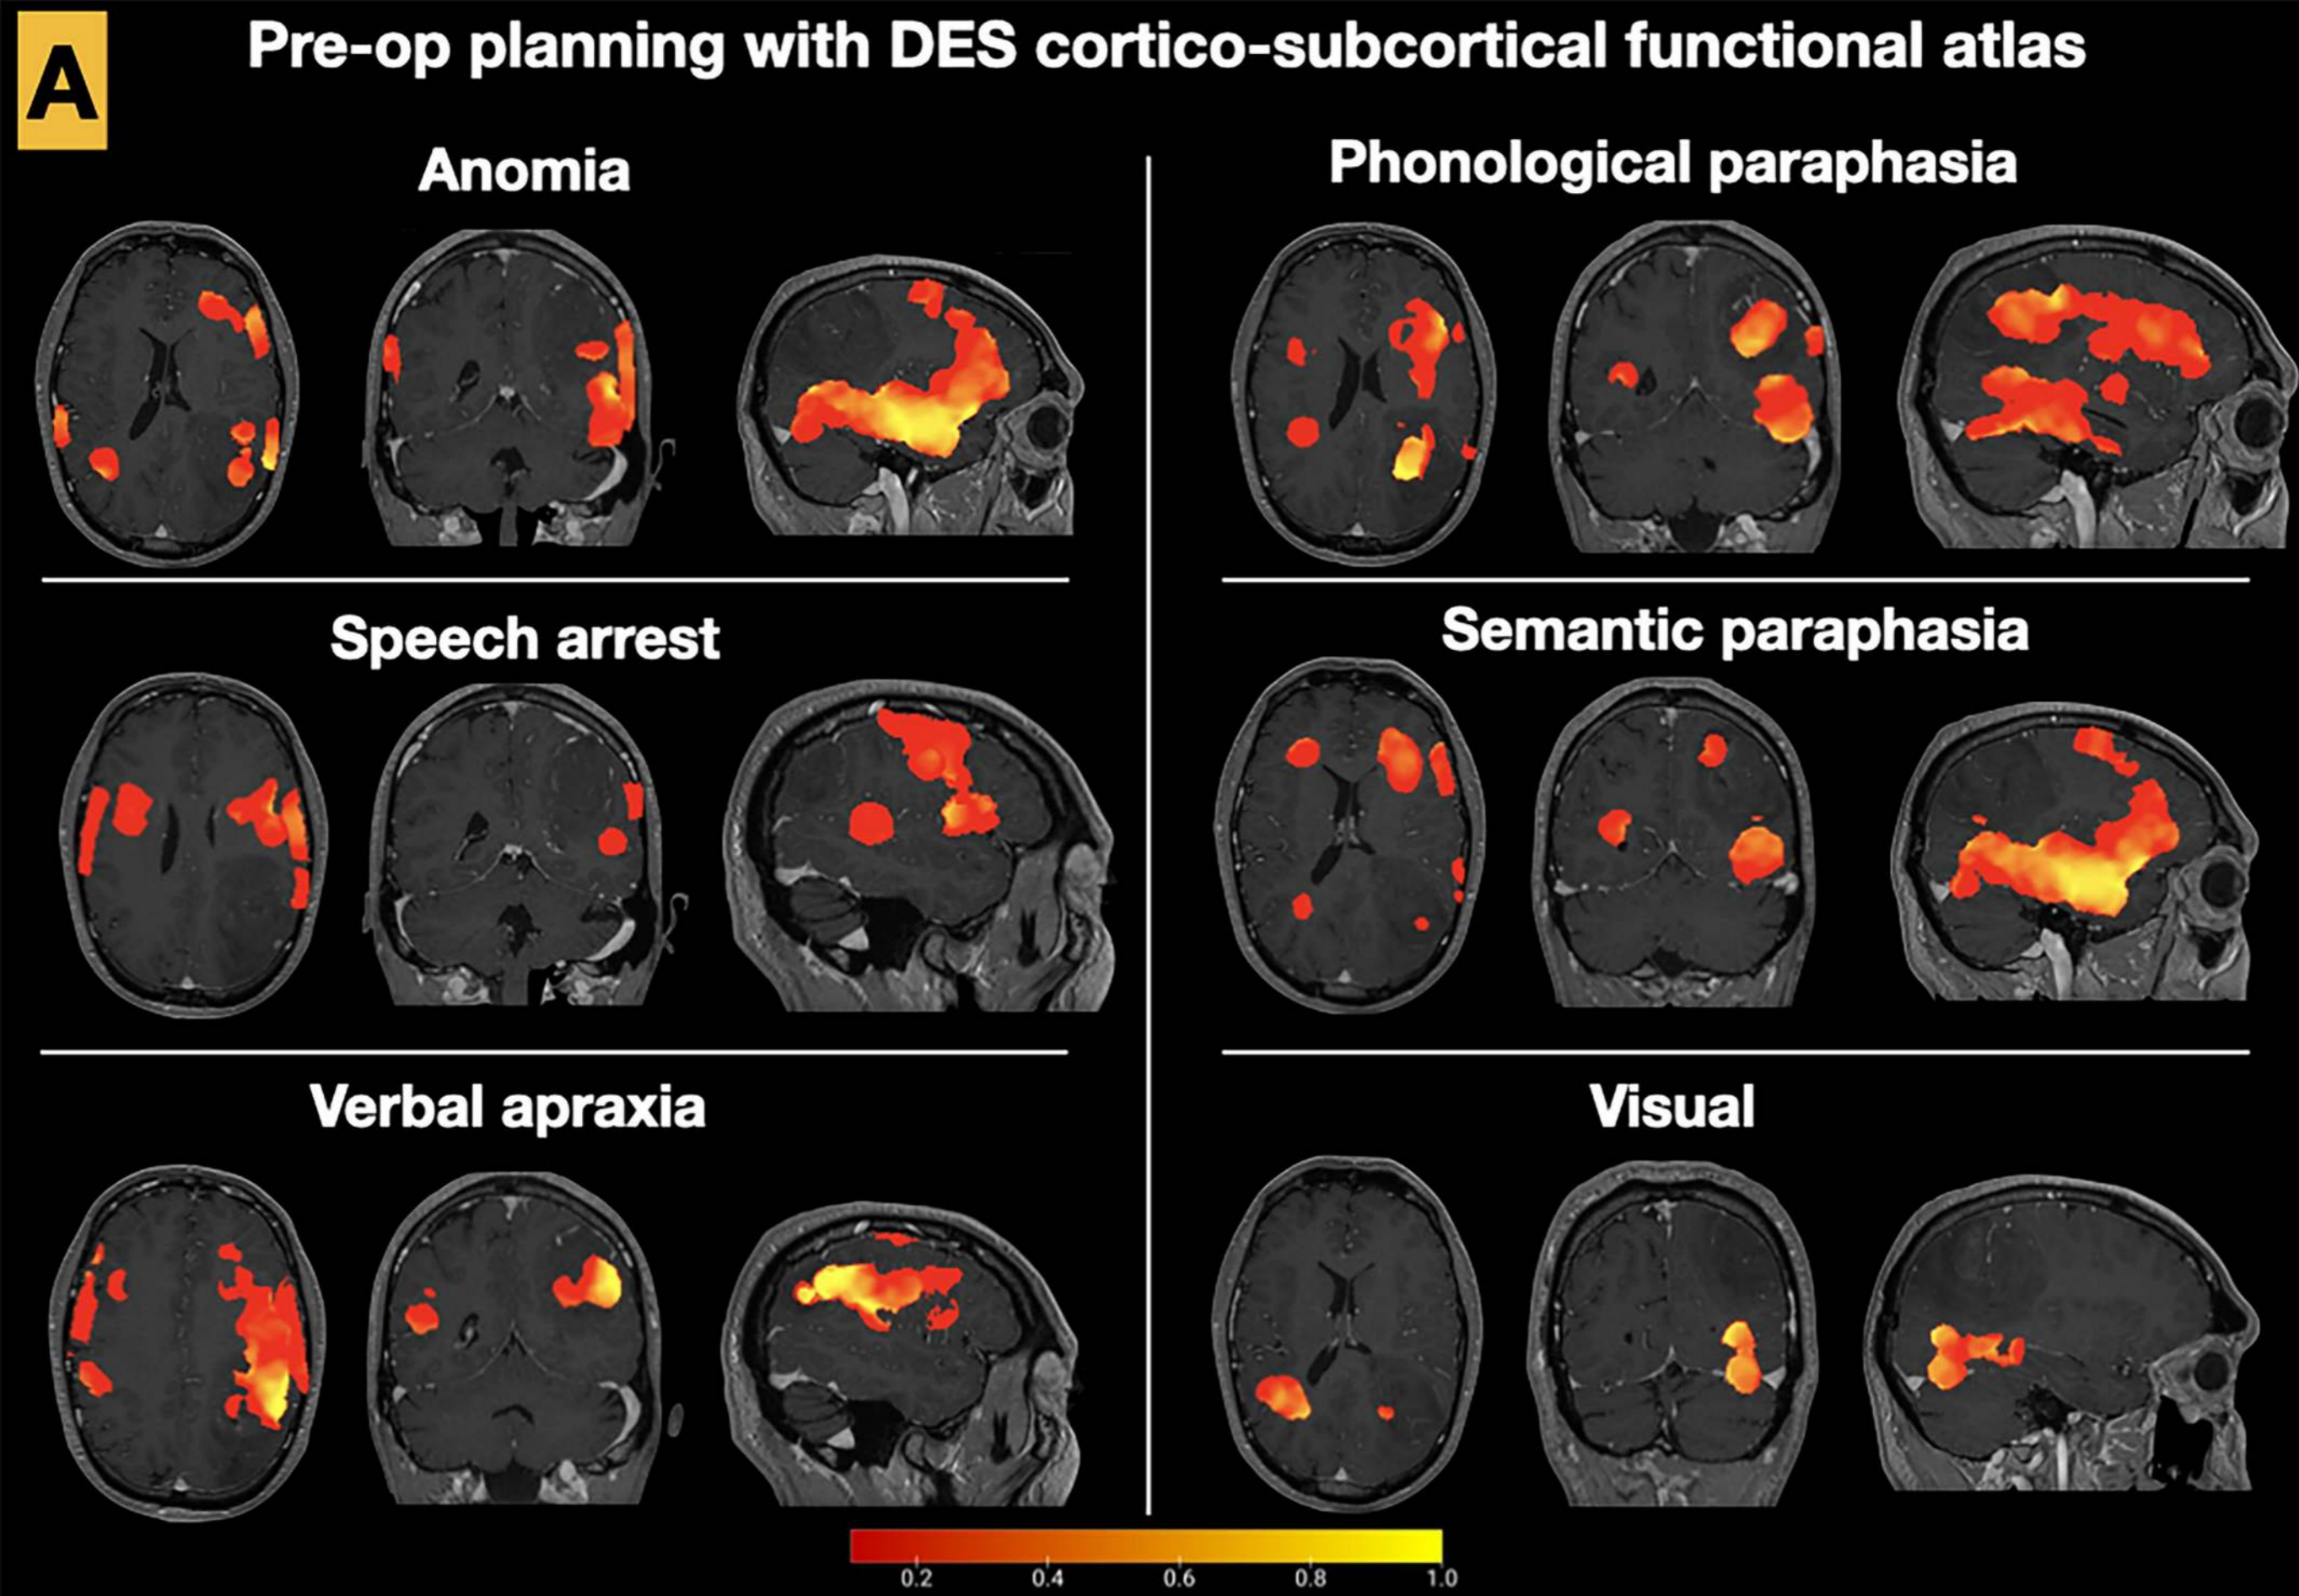 A
Pre-op planning with DES cortico-subcortical functional atlas
Anomia
Phonological paraphasia
Speech arrest
Semantic paraphasia
Verbal apraxia
Visual
0.2 0.4 0.6 0.8 1.0